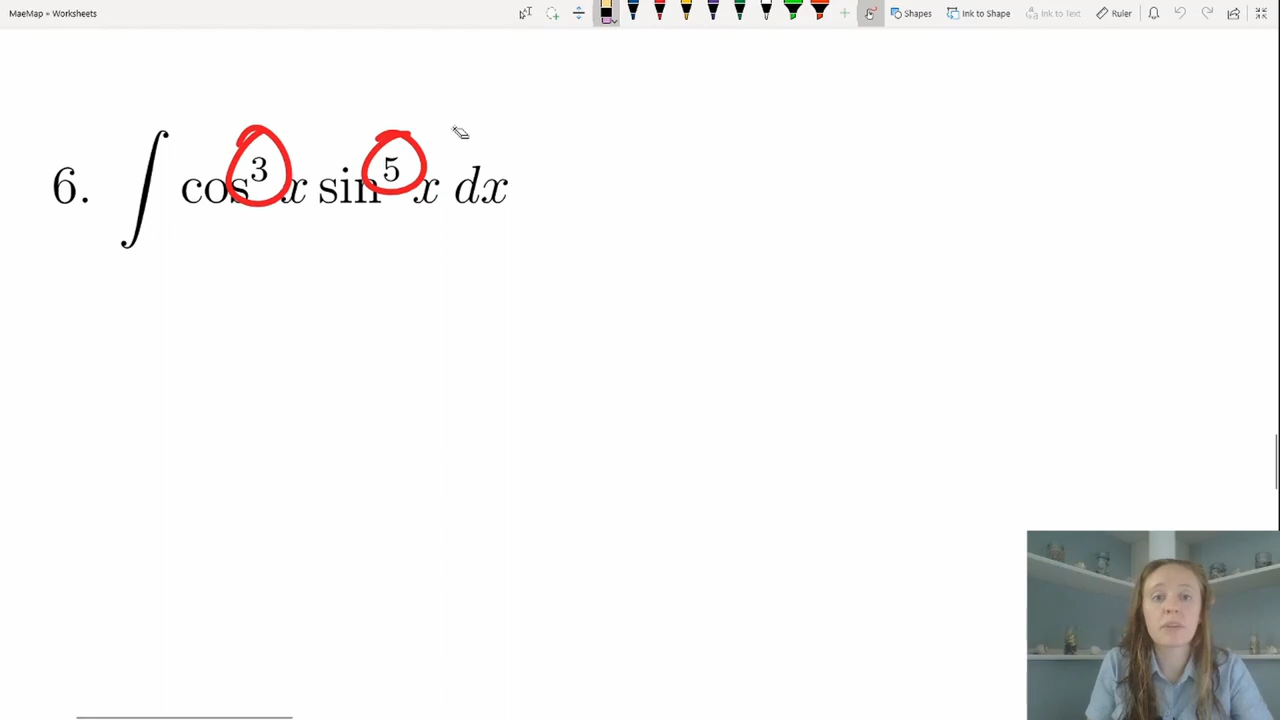 MaeMap » Worksheets
Shapes Ink to Shape Ink to Text Ruler
6. ∫ cos³ x sin⁵ x dx